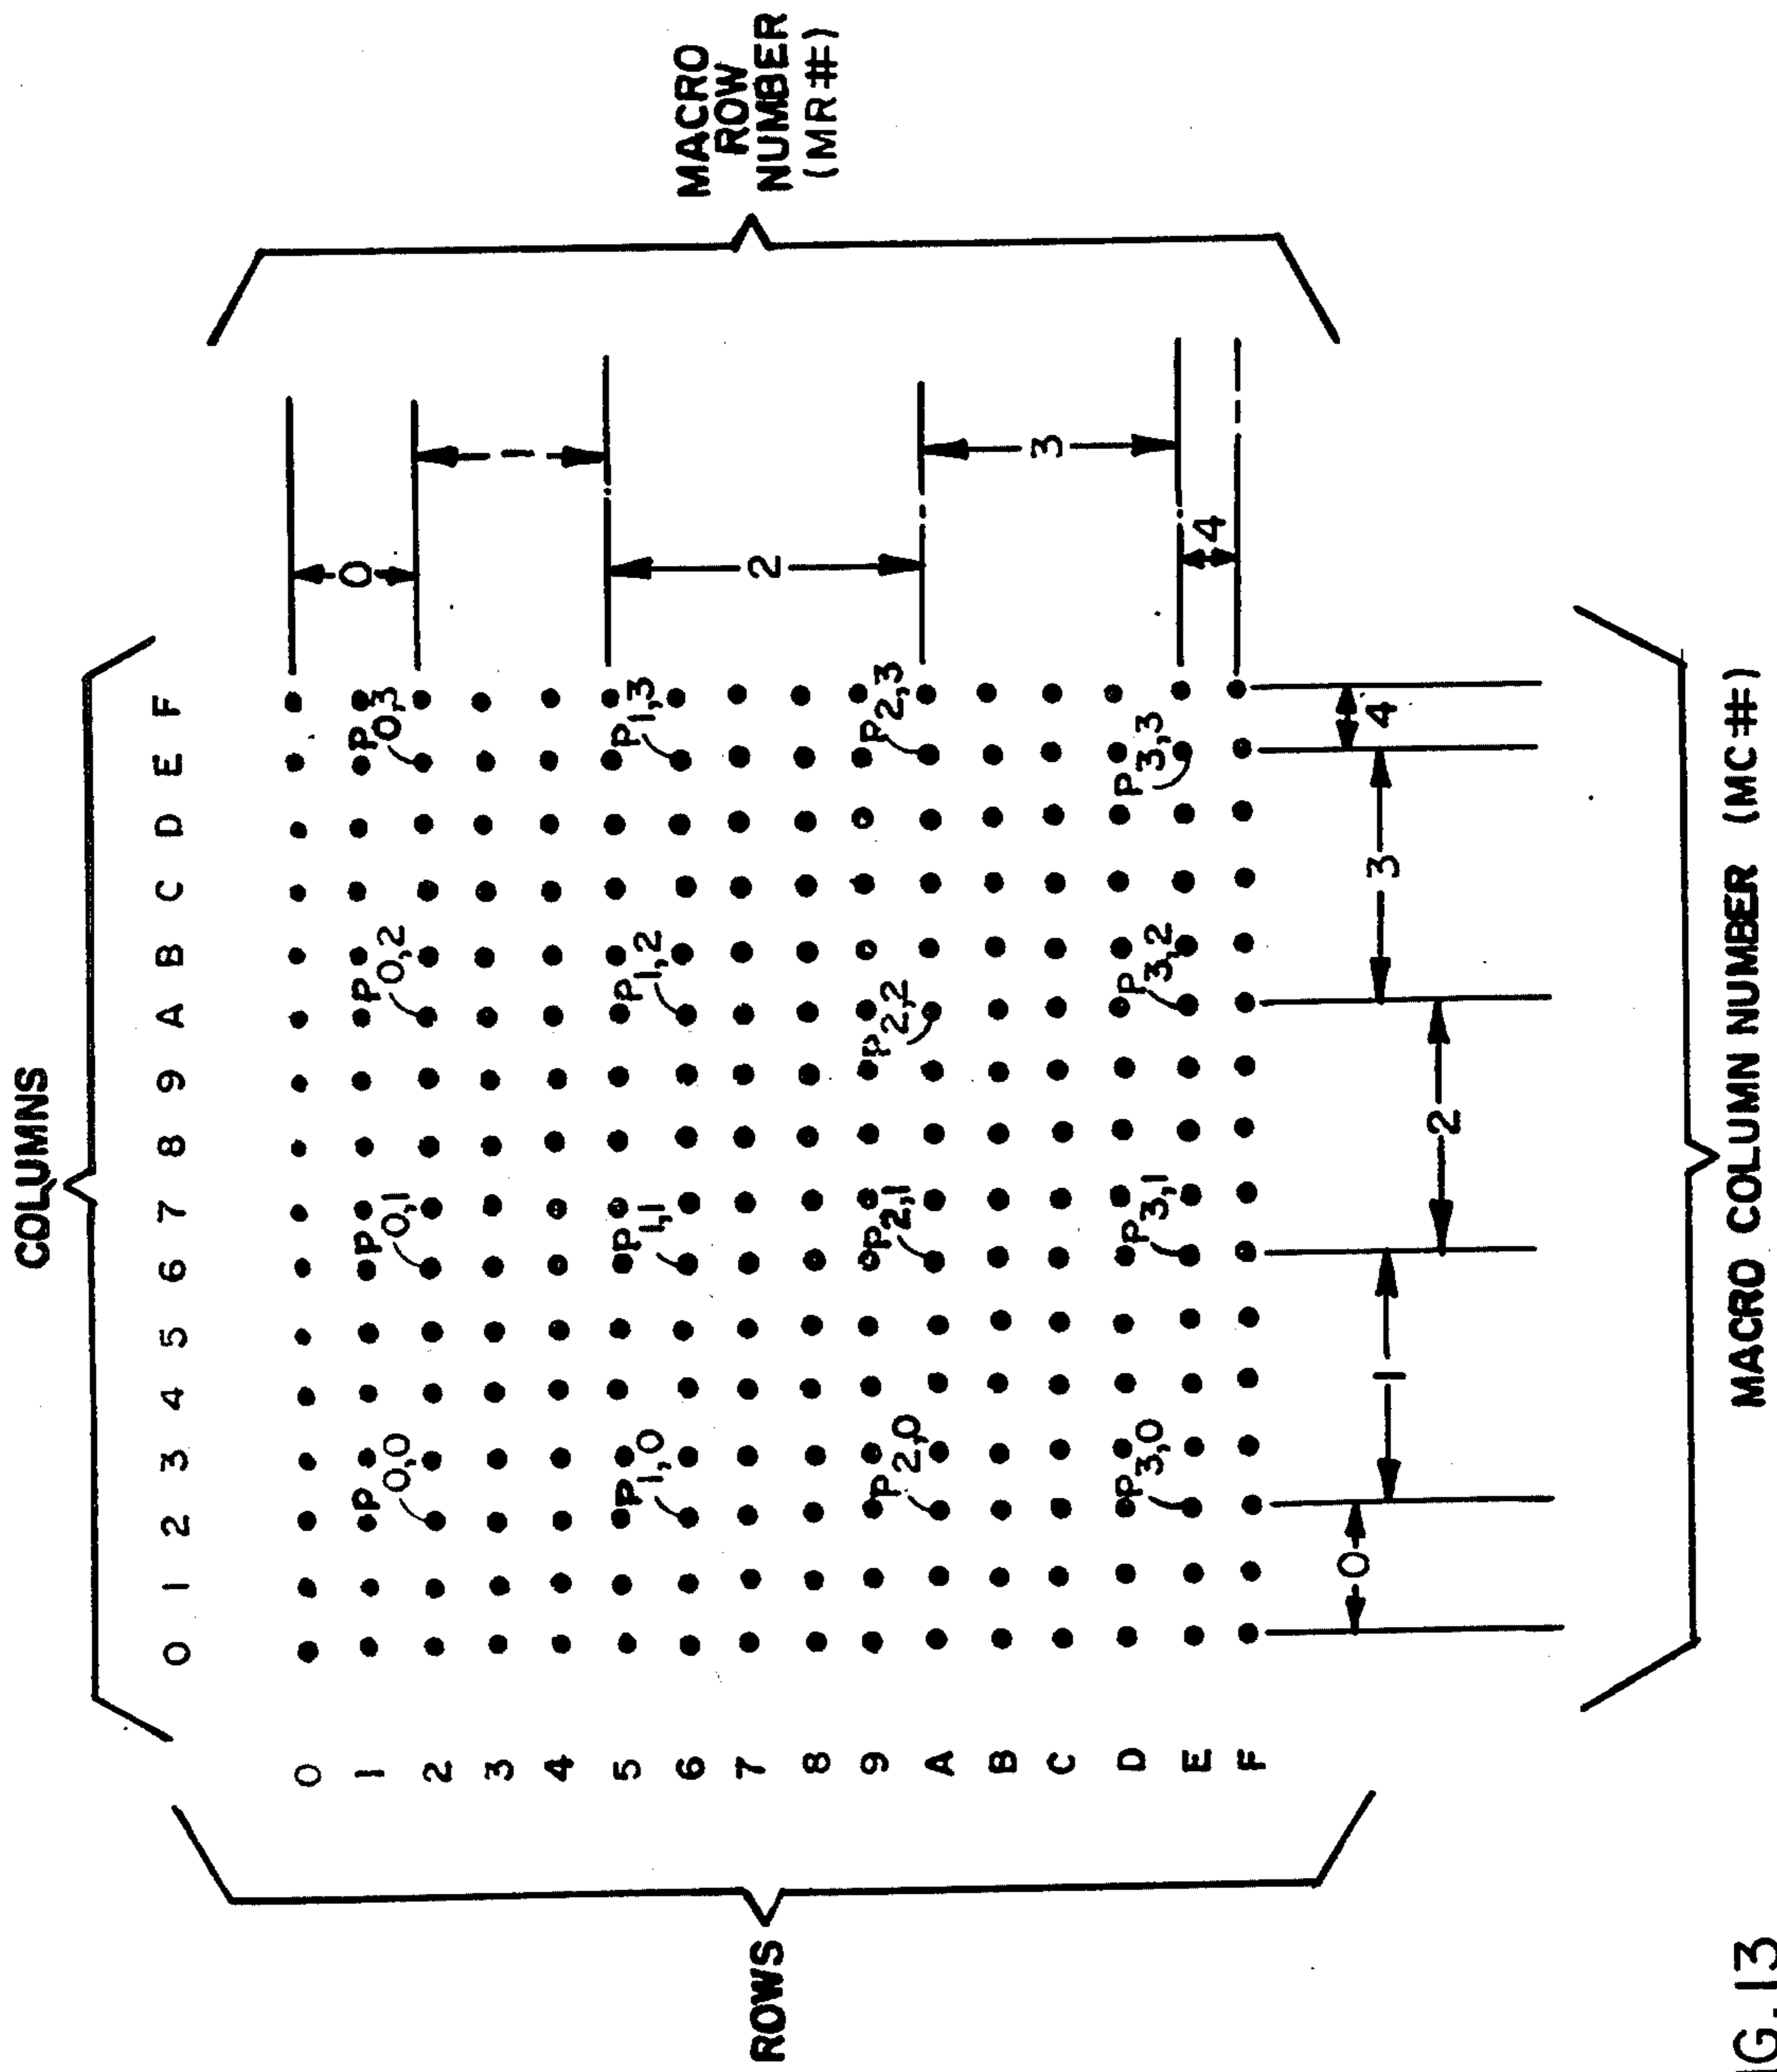 COLUMNS
0 1 2 3 4 5 6 7 8 9 A B C D E F
ROWS
0
1
2
3
4
5
6
7
8
9
A
B
C
D
E
F
P0,0 P0,1 P0,2 P0,3
P1,0 P1,1 P1,2 P1,3
P2,0 P2,1 P2,2 P2,3
P3,0 P3,1 P3,2 P3,3
0
1
2
3
4
MACRO
ROW
NUMBER
(MR#)
0 1 2 3 4
MACRO COLUMN NUMBER (MC#)
G.13